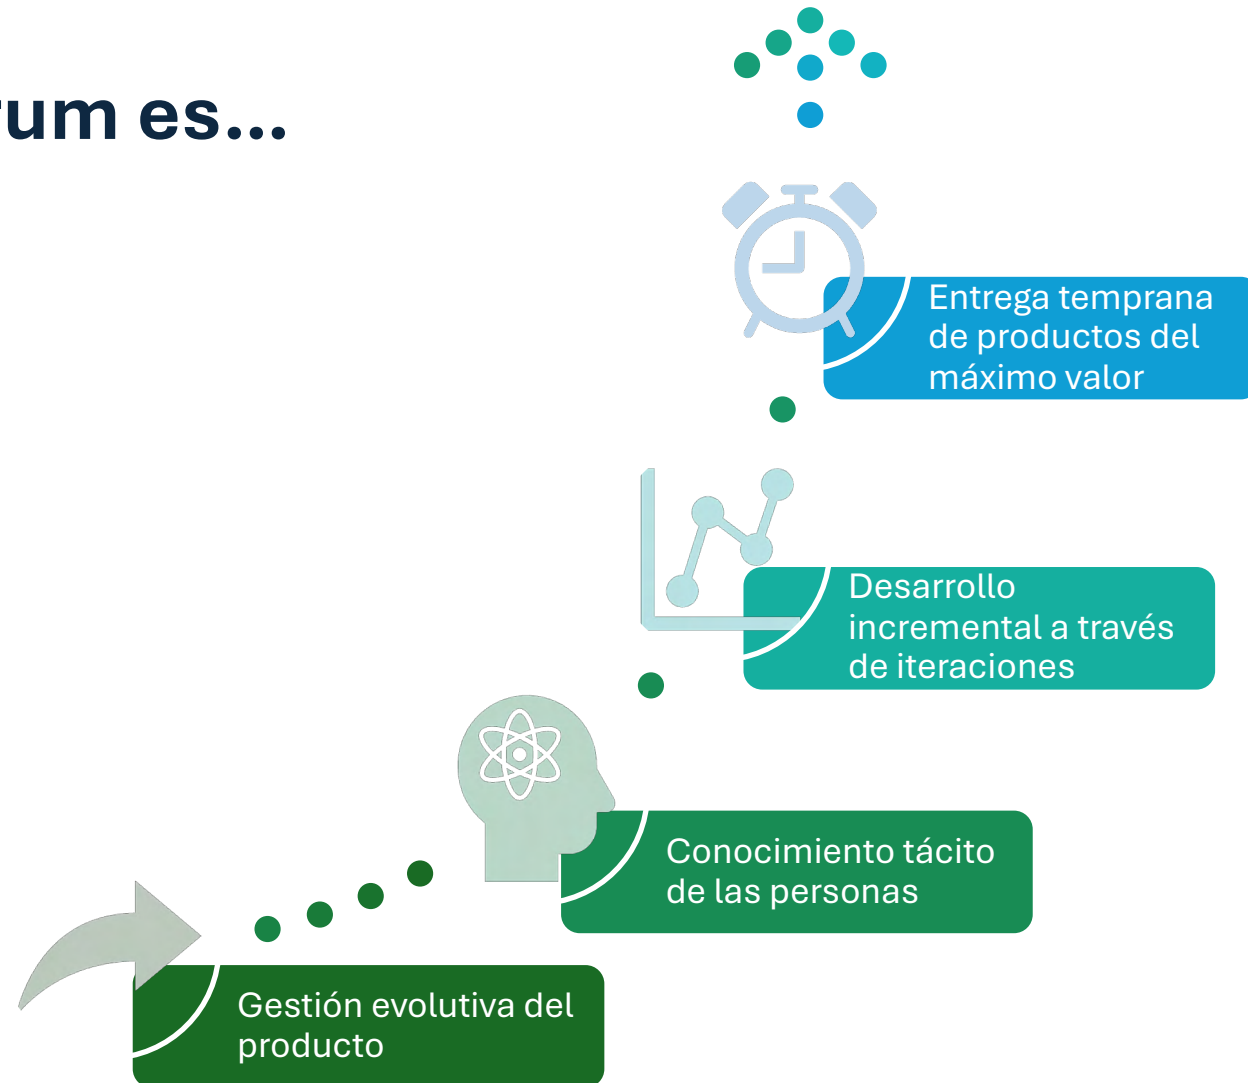 rum es...
Entrega temprana
de productos del
máximo valor
Desarrollo
incremental a través
de iteraciones
Conocimiento tácito
de las personas
Gestión evolutiva del
producto